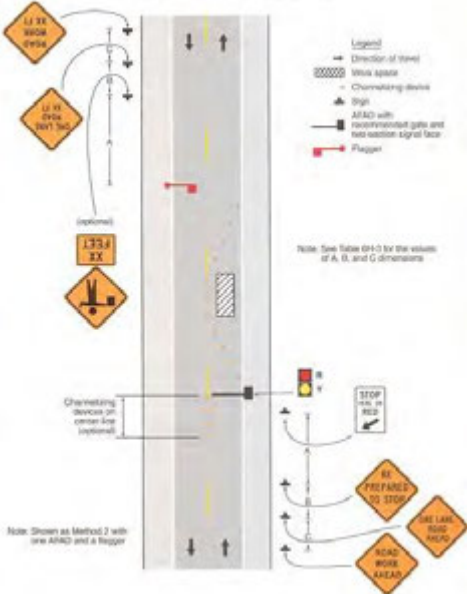 ROAD
WORK
XX FT
ONE LANE
ROAD
XX FT
C
B
A
(optional)
XX
FEET
Legend
Direction of travel
Work space
Channelizing device
Sign
AFAD with
recommended gate and
two-section signal face
Flagger
Note: See Table 6H-3 for the values
of A, B, and C dimensions
Channelizing
devices on
center line
(optional)
R
Y
STOP
HERE ON
RED
A
BE
PREPARED
TO STOP
B
ONE LANE
ROAD
AHEAD
C
ROAD
WORK
AHEAD
Note: Shown as Method 2 with
one AFAD and a flagger